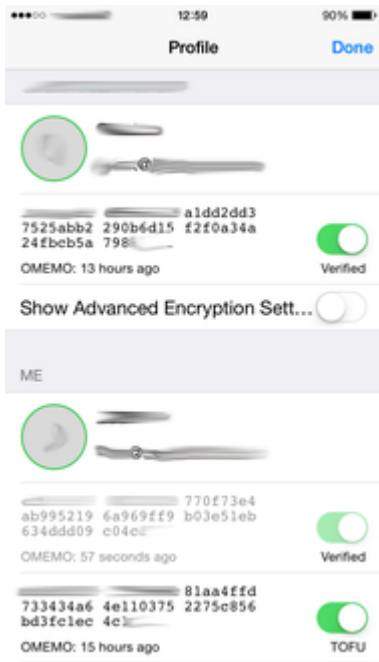 12:59 90%
Profile Done
@
a1dd2dd3
7525abb2 290b6d15 f2f0a34a
24fbcb5a 798
OMEMO: 13 hours ago Verified
Show Advanced Encryption Sett...
ME
@
770f73e4
ab995219 6a969ff9 b03e51eb
634ddd09 c04c
OMEMO: 57 seconds ago Verified
81aa4ffd
733434a6 4e110375 2275c856
bd3fc1ec 4c1
OMEMO: 15 hours ago TOFU